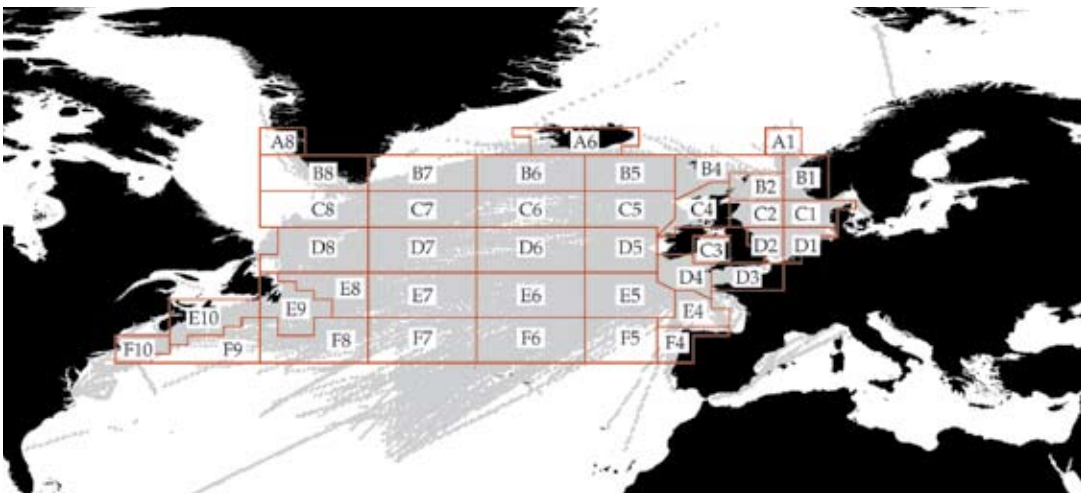 A8 A6 A1
B8 B7 B6 B5 B4 B2 B1
C8 C7 C6 C5 C4 C2 C1
D8 D7 D6 D5 C3 D2 D1
D4 D3
E10 E9 E8 E7 E6 E5 E4
F10 F9 F8 F7 F6 F5 F4